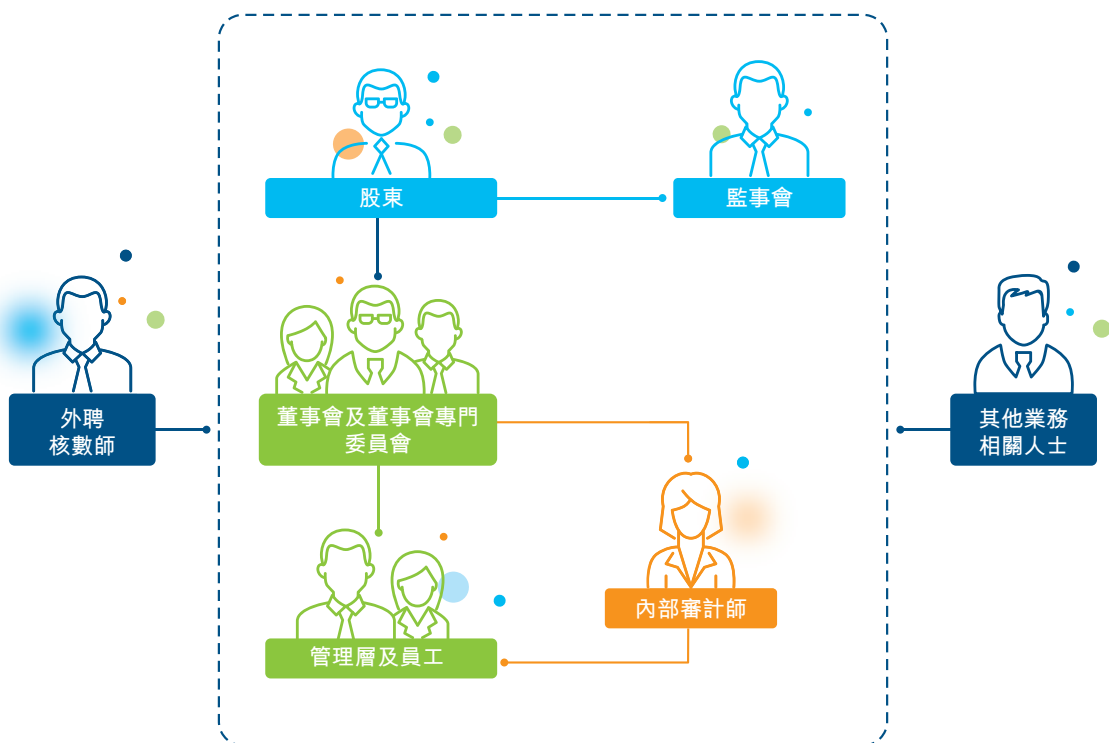 股東
監事會
外聘
核數師
董事會及董事會專門
委員會
其他業務
相關人士
內部審計師
管理層及員工